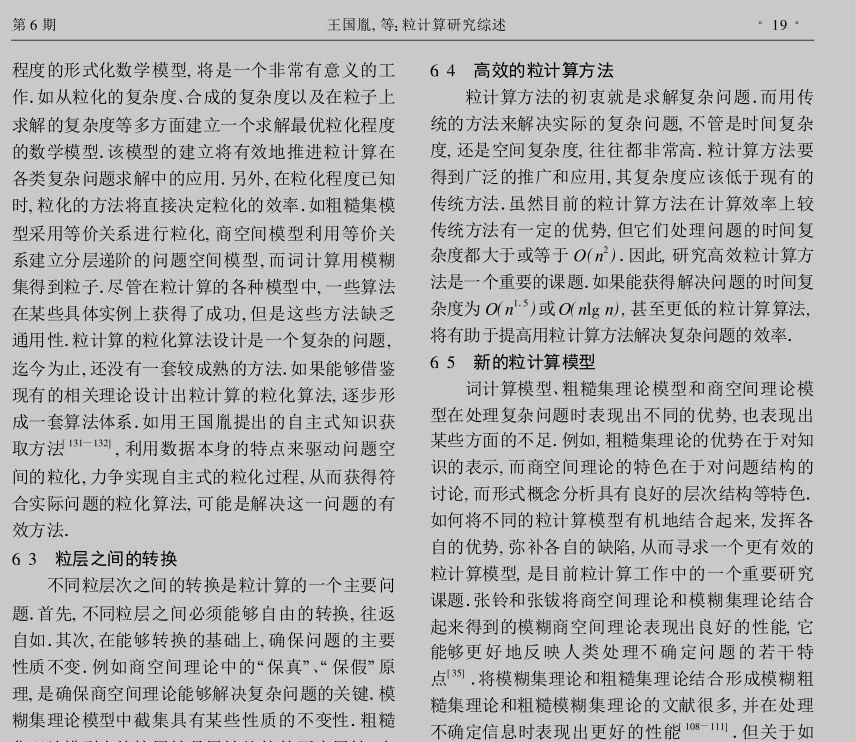 第 6 期
王国胤, 等: 粒计算研究综述
° 19 °
程度的形式化数学模型, 将是一个非常有意义的工
作. 如从粒化的复杂度、合成的复杂度以及在粒子上
求解的复杂度等多方面建立一个求解最优粒化程度
的数学模型. 该模型的建立将有效地推进粒计算在
各类复杂问题求解中的应用. 另外, 在粒化程度已知
时, 粒化的方法将直接决定粒化的效率. 如粗糙集模
型采用等价关系进行粒化, 商空间模型利用等价关
系建立分层递阶的问题空间模型, 而词计算用模糊
集得到粒子. 尽管在粒计算的各种模型中, 一些算法
在某些具体实例上获得了成功, 但是这些方法缺乏
通用性. 粒计算的粒化算法设计是一个复杂的问题,
迄今为止, 还没有一套较成熟的方法. 如果能够借鉴
现有的相关理论设计出粒计算的粒化算法, 逐步形
成一套算法体系. 如用王国胤提出的自主式知识获
取方法[131-132], 利用数据本身的特点来驱动问题空
间的粒化, 力争实现自主式的粒化过程, 从而获得符
合实际问题的粒化算法, 可能是解决这一问题的有
效方法.
6 3 粒层之间的转换
不同粒层次之间的转换是粒计算的一个主要问
题. 首先, 不同粒层之间必须能够自由的转换, 往返
自如. 其次, 在能够转换的基础上, 确保问题的主要
性质不变. 例如商空间理论中的“保真”、“保假”原
理, 是确保商空间理论能够解决复杂问题的关键. 模
糊集理论模型中截集具有某些性质的不变性. 粗糙
6 4 高效的粒计算方法
粒计算方法的初衷就是求解复杂问题. 而用传
统的方法来解决实际的复杂问题, 不管是时间复杂
度, 还是空间复杂度, 往往都非常高. 粒计算方法要
得到广泛的推广和应用, 其复杂度应该低于现有的
传统方法. 虽然目前的粒计算方法在计算效率上较
传统方法有一定的优势, 但它们处理问题的时间复
杂度都大于或等于 O(n²). 因此, 研究高效粒计算方
法是一个重要的课题. 如果能获得解决问题的时间复
杂度为 O(n^1.5)或O(nlg n), 甚至更低的粒计算算法,
将有助于提高用粒计算方法解决复杂问题的效率.
6 5 新的粒计算模型
词计算模型、粗糙集理论模型和商空间理论模
型在处理复杂问题时表现出不同的优势, 也表现出
某些方面的不足. 例如, 粗糙集理论的优势在于对知
识的表示, 而商空间理论的特色在于对问题结构的
讨论, 而形式概念分析具有良好的层次结构等特色.
如何将不同的粒计算模型有机地结合起来, 发挥各
自的优势, 弥补各自的缺陷, 从而寻求一个更有效的
粒计算模型, 是目前粒计算工作中的一个重要研究
课题. 张铃和张钹将商空间理论和模糊集理论结合
起来得到的模糊商空间理论表现出良好的性能, 它
能够更好地反映人类处理不确定问题的若干特
点[35]. 将模糊集理论和粗糙集理论结合形成模糊粗
糙集理论和粗糙模糊集理论的文献很多, 并在处理
不确定信息时表现出更好的性能[108-111]. 但关于如